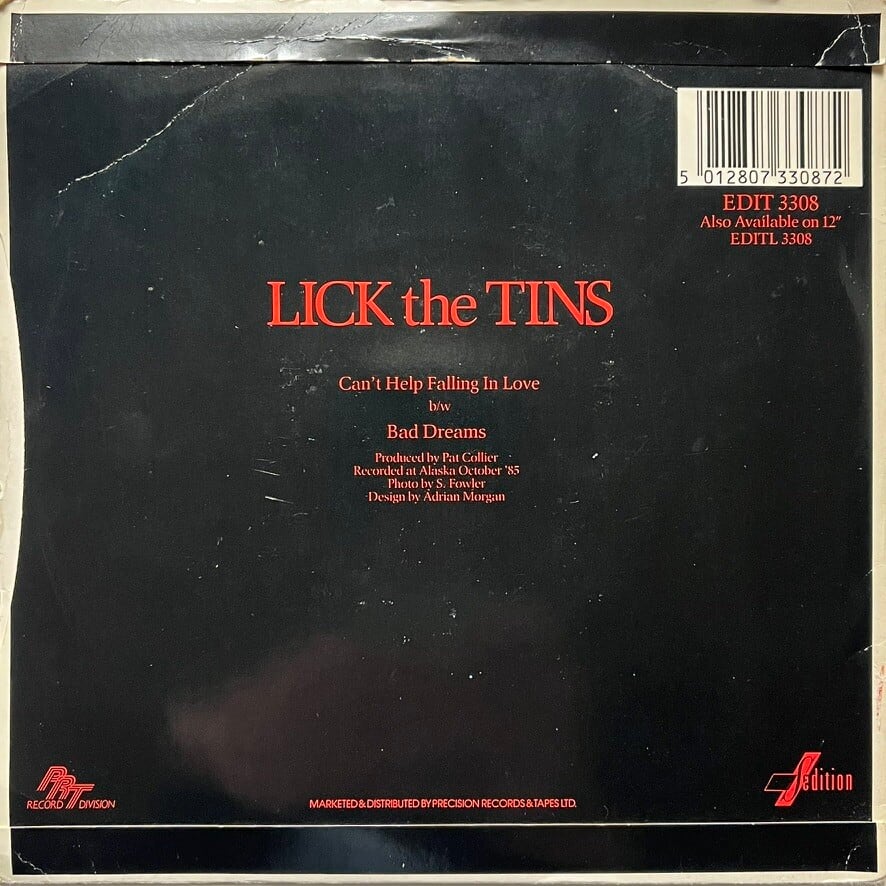 5 012807 330872
EDIT 3308
Also Available on 12"
EDITL 3308
LICK the TINS
Can't Help Falling In Love
b/w
Bad Dreams
Produced by Pat Collier
Recorded at Alaska October '85
Photo by S. Fowler
Design by Adrian Morgan
PRT
RECORD DIVISION
MARKETED & DISTRIBUTED BY PRECISION RECORDS & TAPES LTD.
Sedition